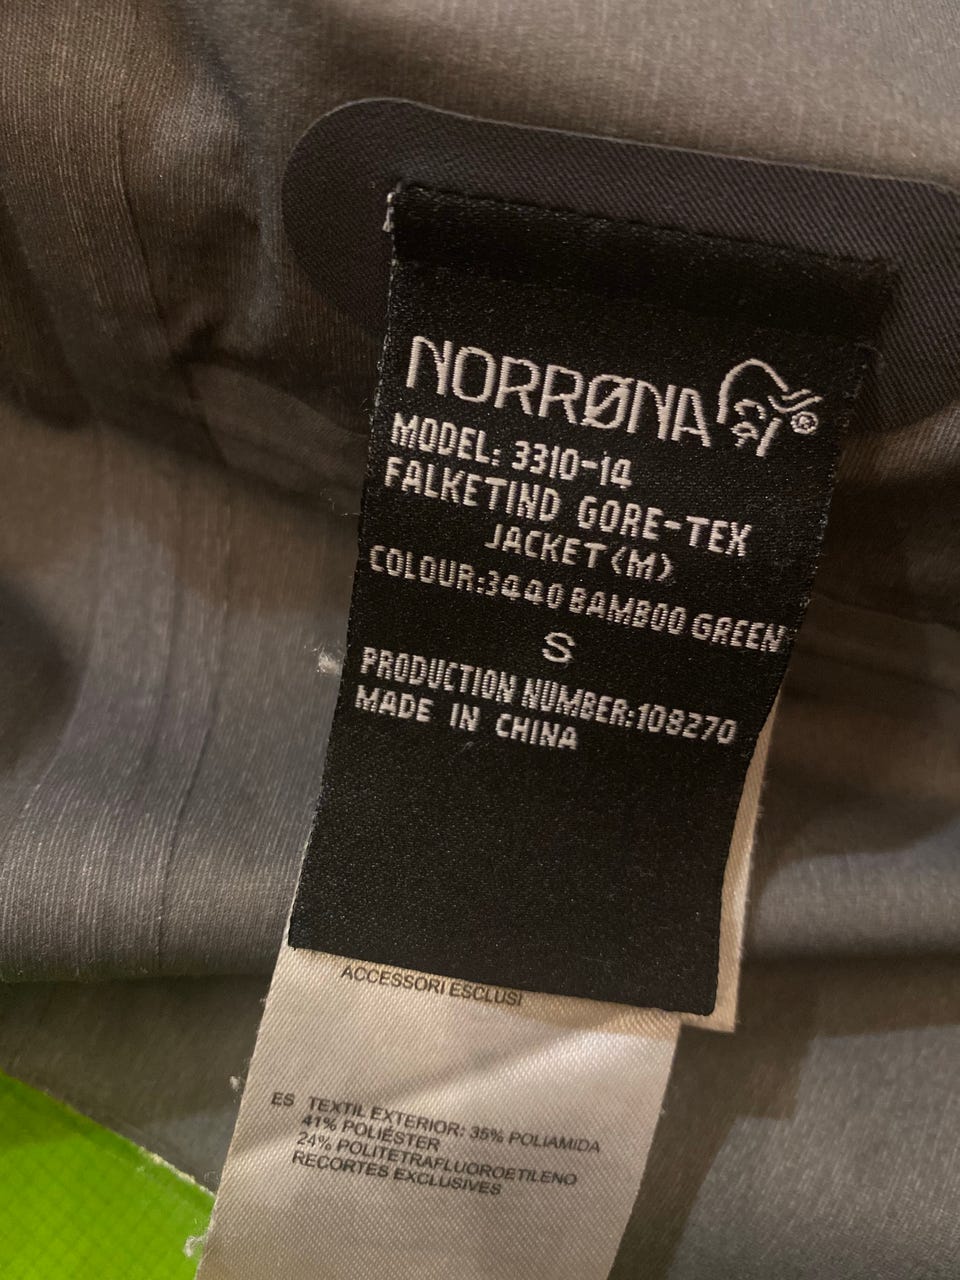 NORRØNA®
MODEL: 3310-14
FALKETIND GORE-TEX
JACKET(M)
COLOUR:3440 BAMBOO GREEN
S
PRODUCTION NUMBER:108270
MADE IN CHINA
ACCESSORI ESCLUSI
ES TEXTIL EXTERIOR: 35% POLIAMIDA
41% POLIÉSTER
24% POLITETRAFLUOROETILENO
RECORTES EXCLUSIVES